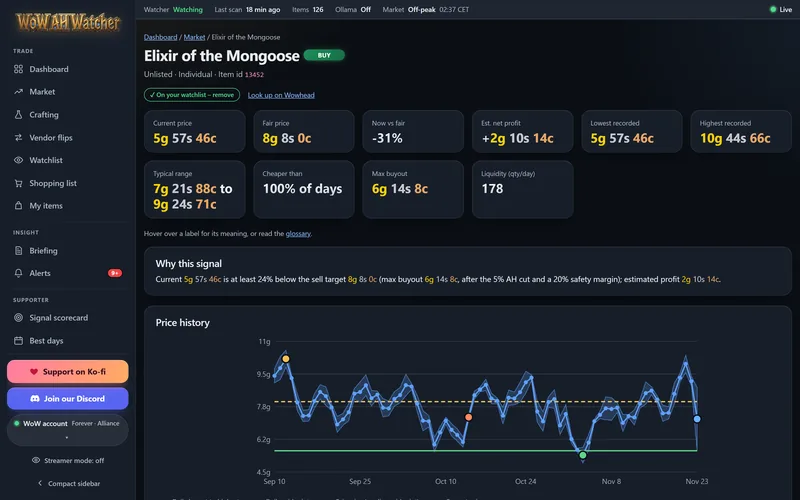 WoW AH Watcher
Watcher Watching Last scan 18 min ago Items 126 Ollama Off Market Off-peak 02:37 CET Live
TRADE
Dashboard
Market
Crafting
Vendor flips
Watchlist
Shopping list
My items
INSIGHT
Briefing
Alerts 9+
SUPPORTER
Signal scorecard
Best days
Support on Ko-fi
Join our Discord
WoW account Forever · Alliance
Streamer mode: off
Compact sidebar
Dashboard / Market / Elixir of the Mongoose
Elixir of the Mongoose BUY
Unlisted · Individual · Item id 13452
✓ On your watchlist – remove Look up on Wowhead
Current price
5g 57s 46c
Fair price
8g 8s 0c
Now vs fair
-31%
Est. net profit
+2g 10s 14c
Lowest recorded
5g 57s 46c
Highest recorded
10g 44s 66c
Typical range
7g 21s 88c to
9g 24s 71c
Cheaper than
100% of days
Max buyout
6g 14s 8c
Liquidity (qty/day)
178
Hover over a label for its meaning, or read the glossary.
Why this signal
Current 5g 57s 46c is at least 24% below the sell target 8g 8s 0c (max buyout 6g 14s 8c, after the 5% AH cut and a 20% safety margin); estimated profit 2g 10s 14c.
Price history
11g
9.5g
7.8g
6.2g
4.5g
Sep 10 Sep 25 Oct 10 Oct 24 Nov 8 Nov 23